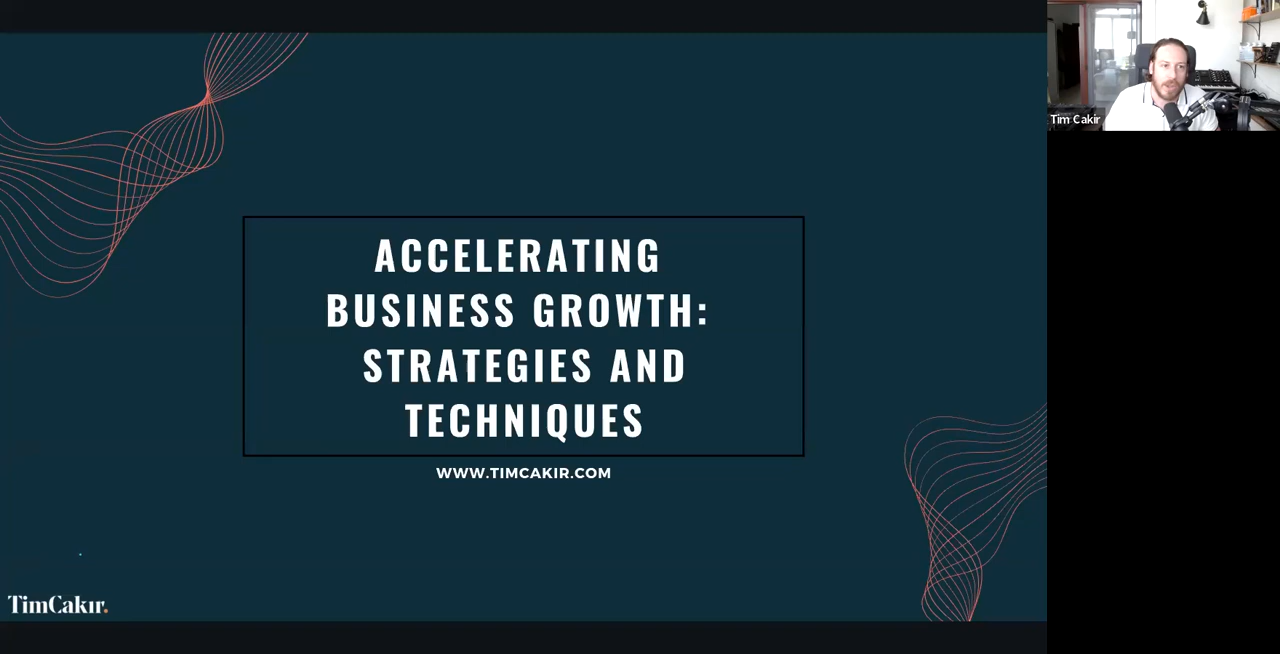 ACCELERATING
BUSINESS GROWTH:
STRATEGIES AND
TECHNIQUES
WWW.TIMCAKIR.COM
TimCakır.
Tim Cakir